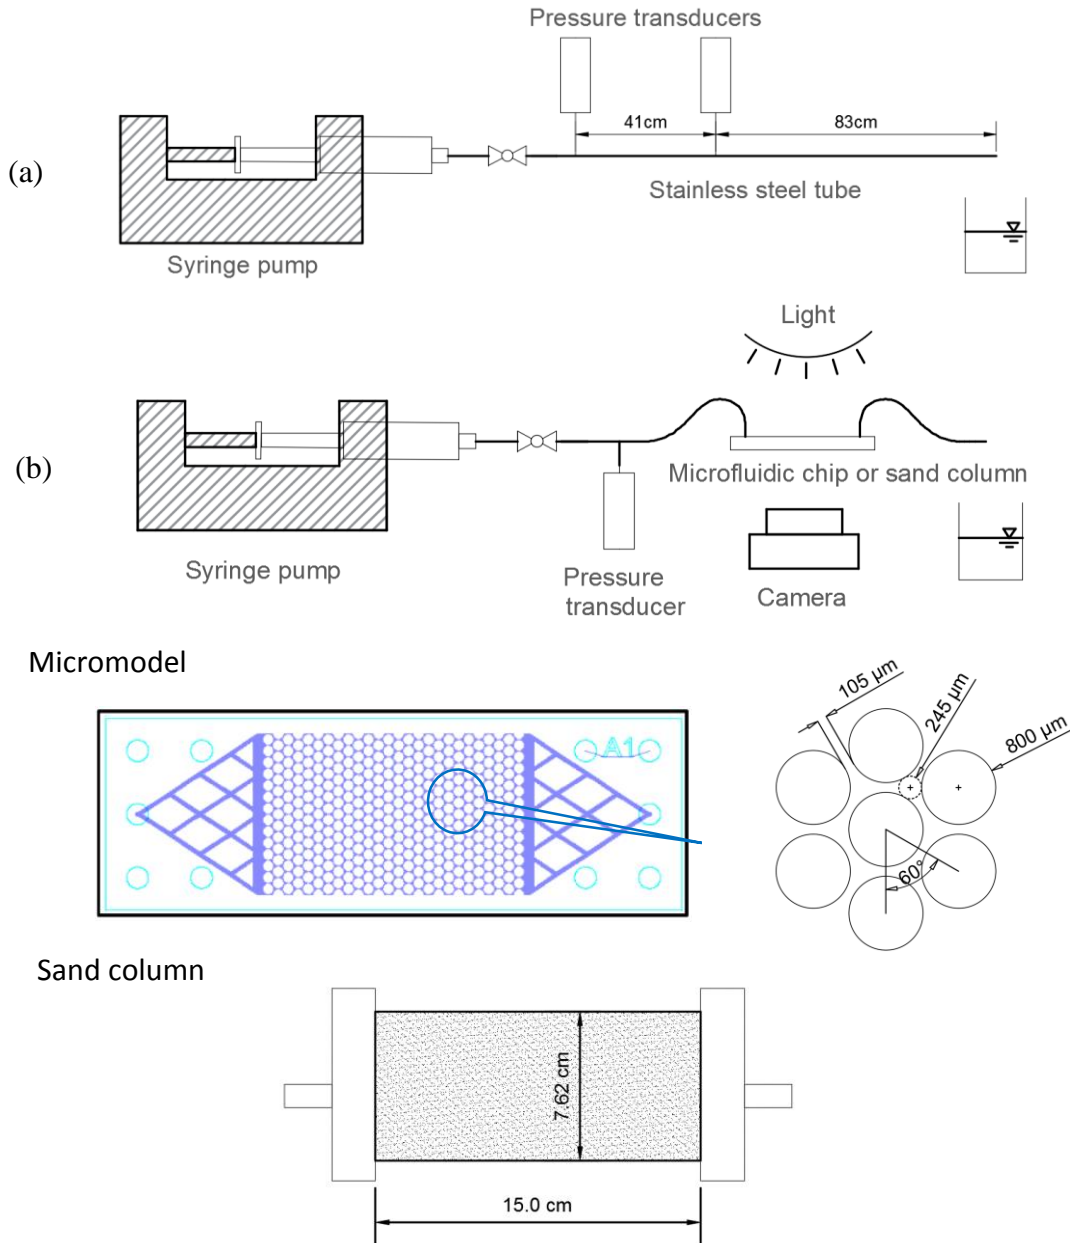 Pressure transducers
41cm
83cm
(a)
Stainless steel tube
Syringe pump
Light
(b)
Microfluidic chip or sand column
Syringe pump
Pressure
transducer
Camera
Micromodel
A1
105 µm
245 µm
800 µm
60°
Sand column
7.62 cm
15.0 cm